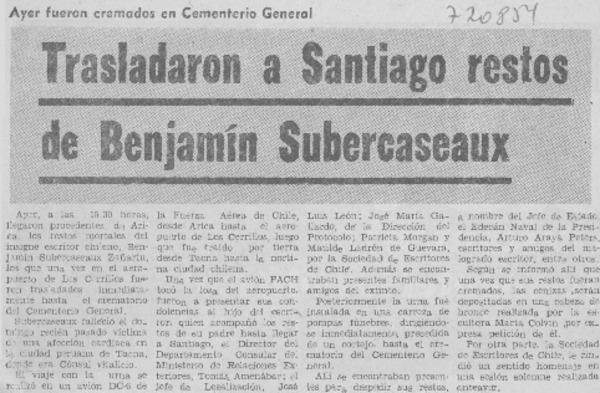 Ayer fueron cremados en Cementerio General
720854
Trasladaron a Santiago restos
de Benjamín Subercaseaux
Ayer, a las 15.30 horas,
llegaron procedentes de Ari-
ca, los restos mortales del
insigne escritor chileno, Ben-
jamín Subercaseaux Zañartu,
los que una vez en el aero-
puerto de Los Cerrillos fueron
trasladados inmediata-
mente hasta el crematorio
del Cementerio General.
Subercaseaux falleció el do-
mingo recién pasado víctima
de una afección cardíaca en
la ciudad peruana de Tacna,
donde era Cónsul vitalicio.
El viaje con la urna se
realizó en un avión DC-6 de
la Fuerza Aérea de Chile,
desde Arica hasta el aero-
puerto de Los Cerrillos, luego
que fue traído por tierra
desde Tacna hasta la norti-
na ciudad chilena.
Una vez que el avión FACH
tocó la losa del aeropuerto,
fueron a presentar sus con-
dolencias al hijo del escri-
tor, quien acompañó los res-
tos de su padre hasta llegar
a Santiago, el Director del
Departamento Consular del
Ministerio de Relaciones Ex-
teriores, Tomás Amenábar; el
Jefe de Localización, José
Luis León; José María Ga-
llardo, de la Dirección del
Protocolo; Patricia Morgan y
Matilde Ladrón de Guevara,
por la Sociedad de Escritores
de Chile. Además se encon-
traban presentes familiares y
amigos del extinto.
Posteriormente la urna fue
instalada en una carroza de
pompas fúnebres, dirigiendo-
se inmediatamente, precedida
de un cortejo, hasta el cre-
matorio del Cementerio Ge-
neral.
Allí se encontraban presen-
tes para despedir sus restos,
a nombre del Jefe de Estado,
el Edecán Naval de la Presi-
dencia, Arturo Araya Peters,
escritores y amigos del ma-
logrado escritor, entre otros.
Según se informó allí que
una vez que sus restos fueran
cremados, las cenizas serán
depositadas en una cabeza de
bronce realizada por la es-
cultora María Colvin, por ex-
presa petición de él.
Por otra parte, la Sociedad
de Escritores de Chile, le rin-
dió un sentido homenaje en
una sesión solemne realizada
anteayer.